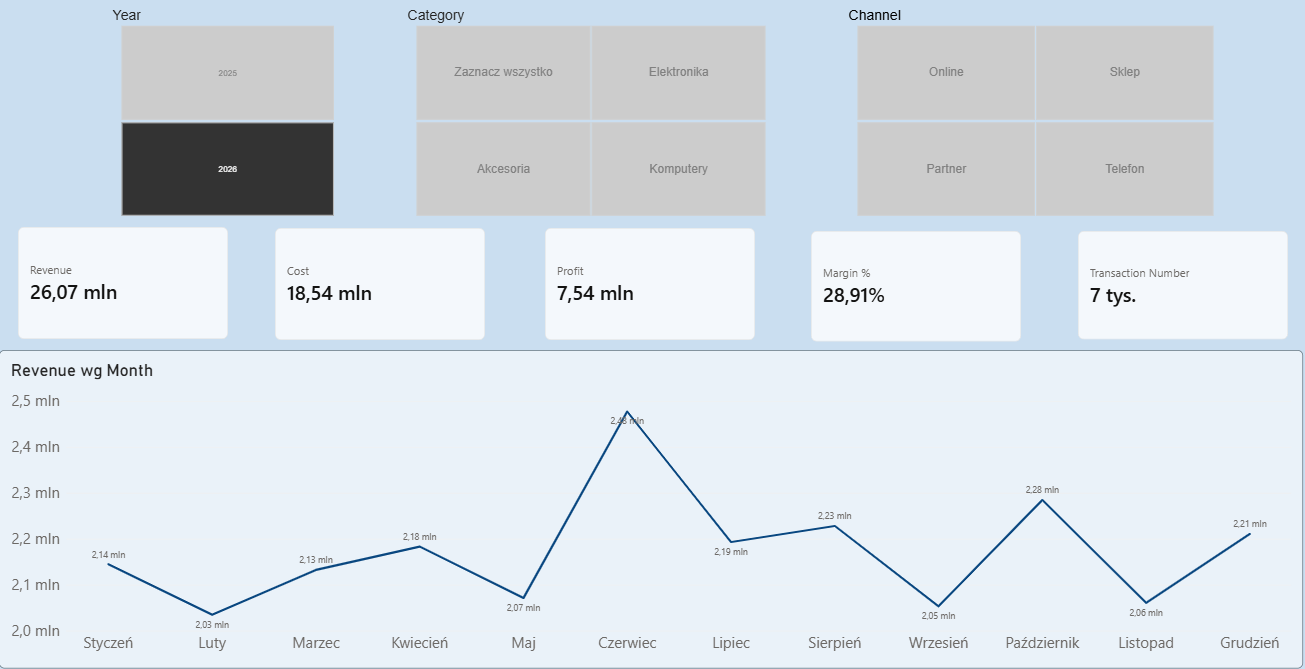 Year
Category
Channel
2025
Zaznacz wszystko
Elektronika
Online
Sklep
2026
Akcesoria
Komputery
Partner
Telefon
Revenue
26,07 mln
Cost
18,54 mln
Profit
7,54 mln
Margin %
28,91%
Transaction Number
7 tys.
Revenue wg Month
2,5 mln
2,4 mln
2,3 mln
2,2 mln
2,1 mln
2,0 mln
2,14 mln
2,03 mln
2,13 mln
2,18 mln
2,07 mln
2,48 mln
2,19 mln
2,23 mln
2,05 mln
2,28 mln
2,06 mln
2,21 mln
Styczeń
Luty
Marzec
Kwiecień
Maj
Czerwiec
Lipiec
Sierpień
Wrzesień
Październik
Listopad
Grudzień